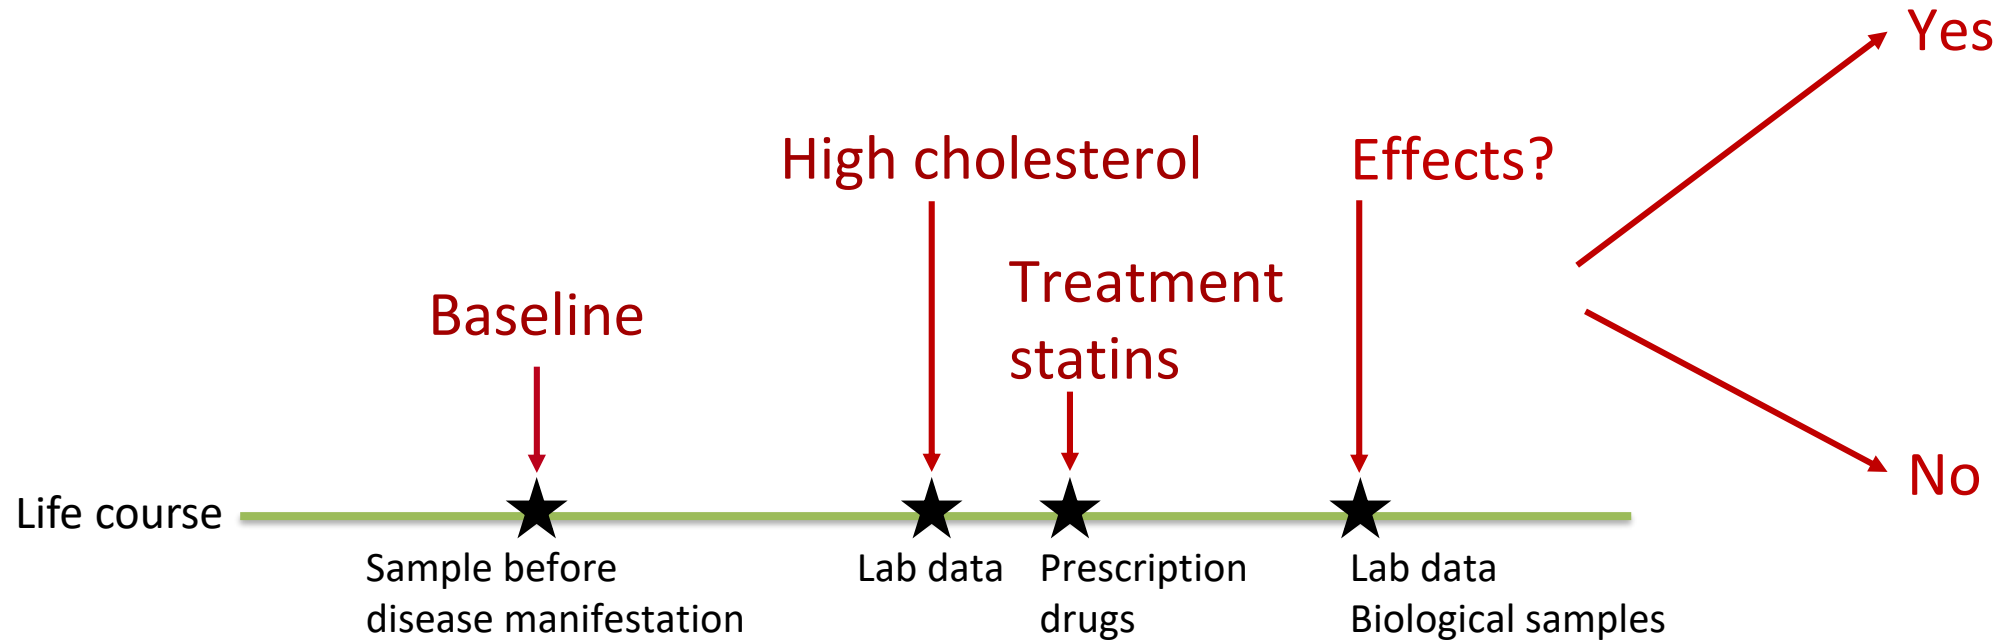 Yes
High cholesterol
Effects?
Treatment
statins
Baseline
No
Life course
Sample before
disease manifestation
Lab data
Prescription
drugs
Lab data
Biological samples